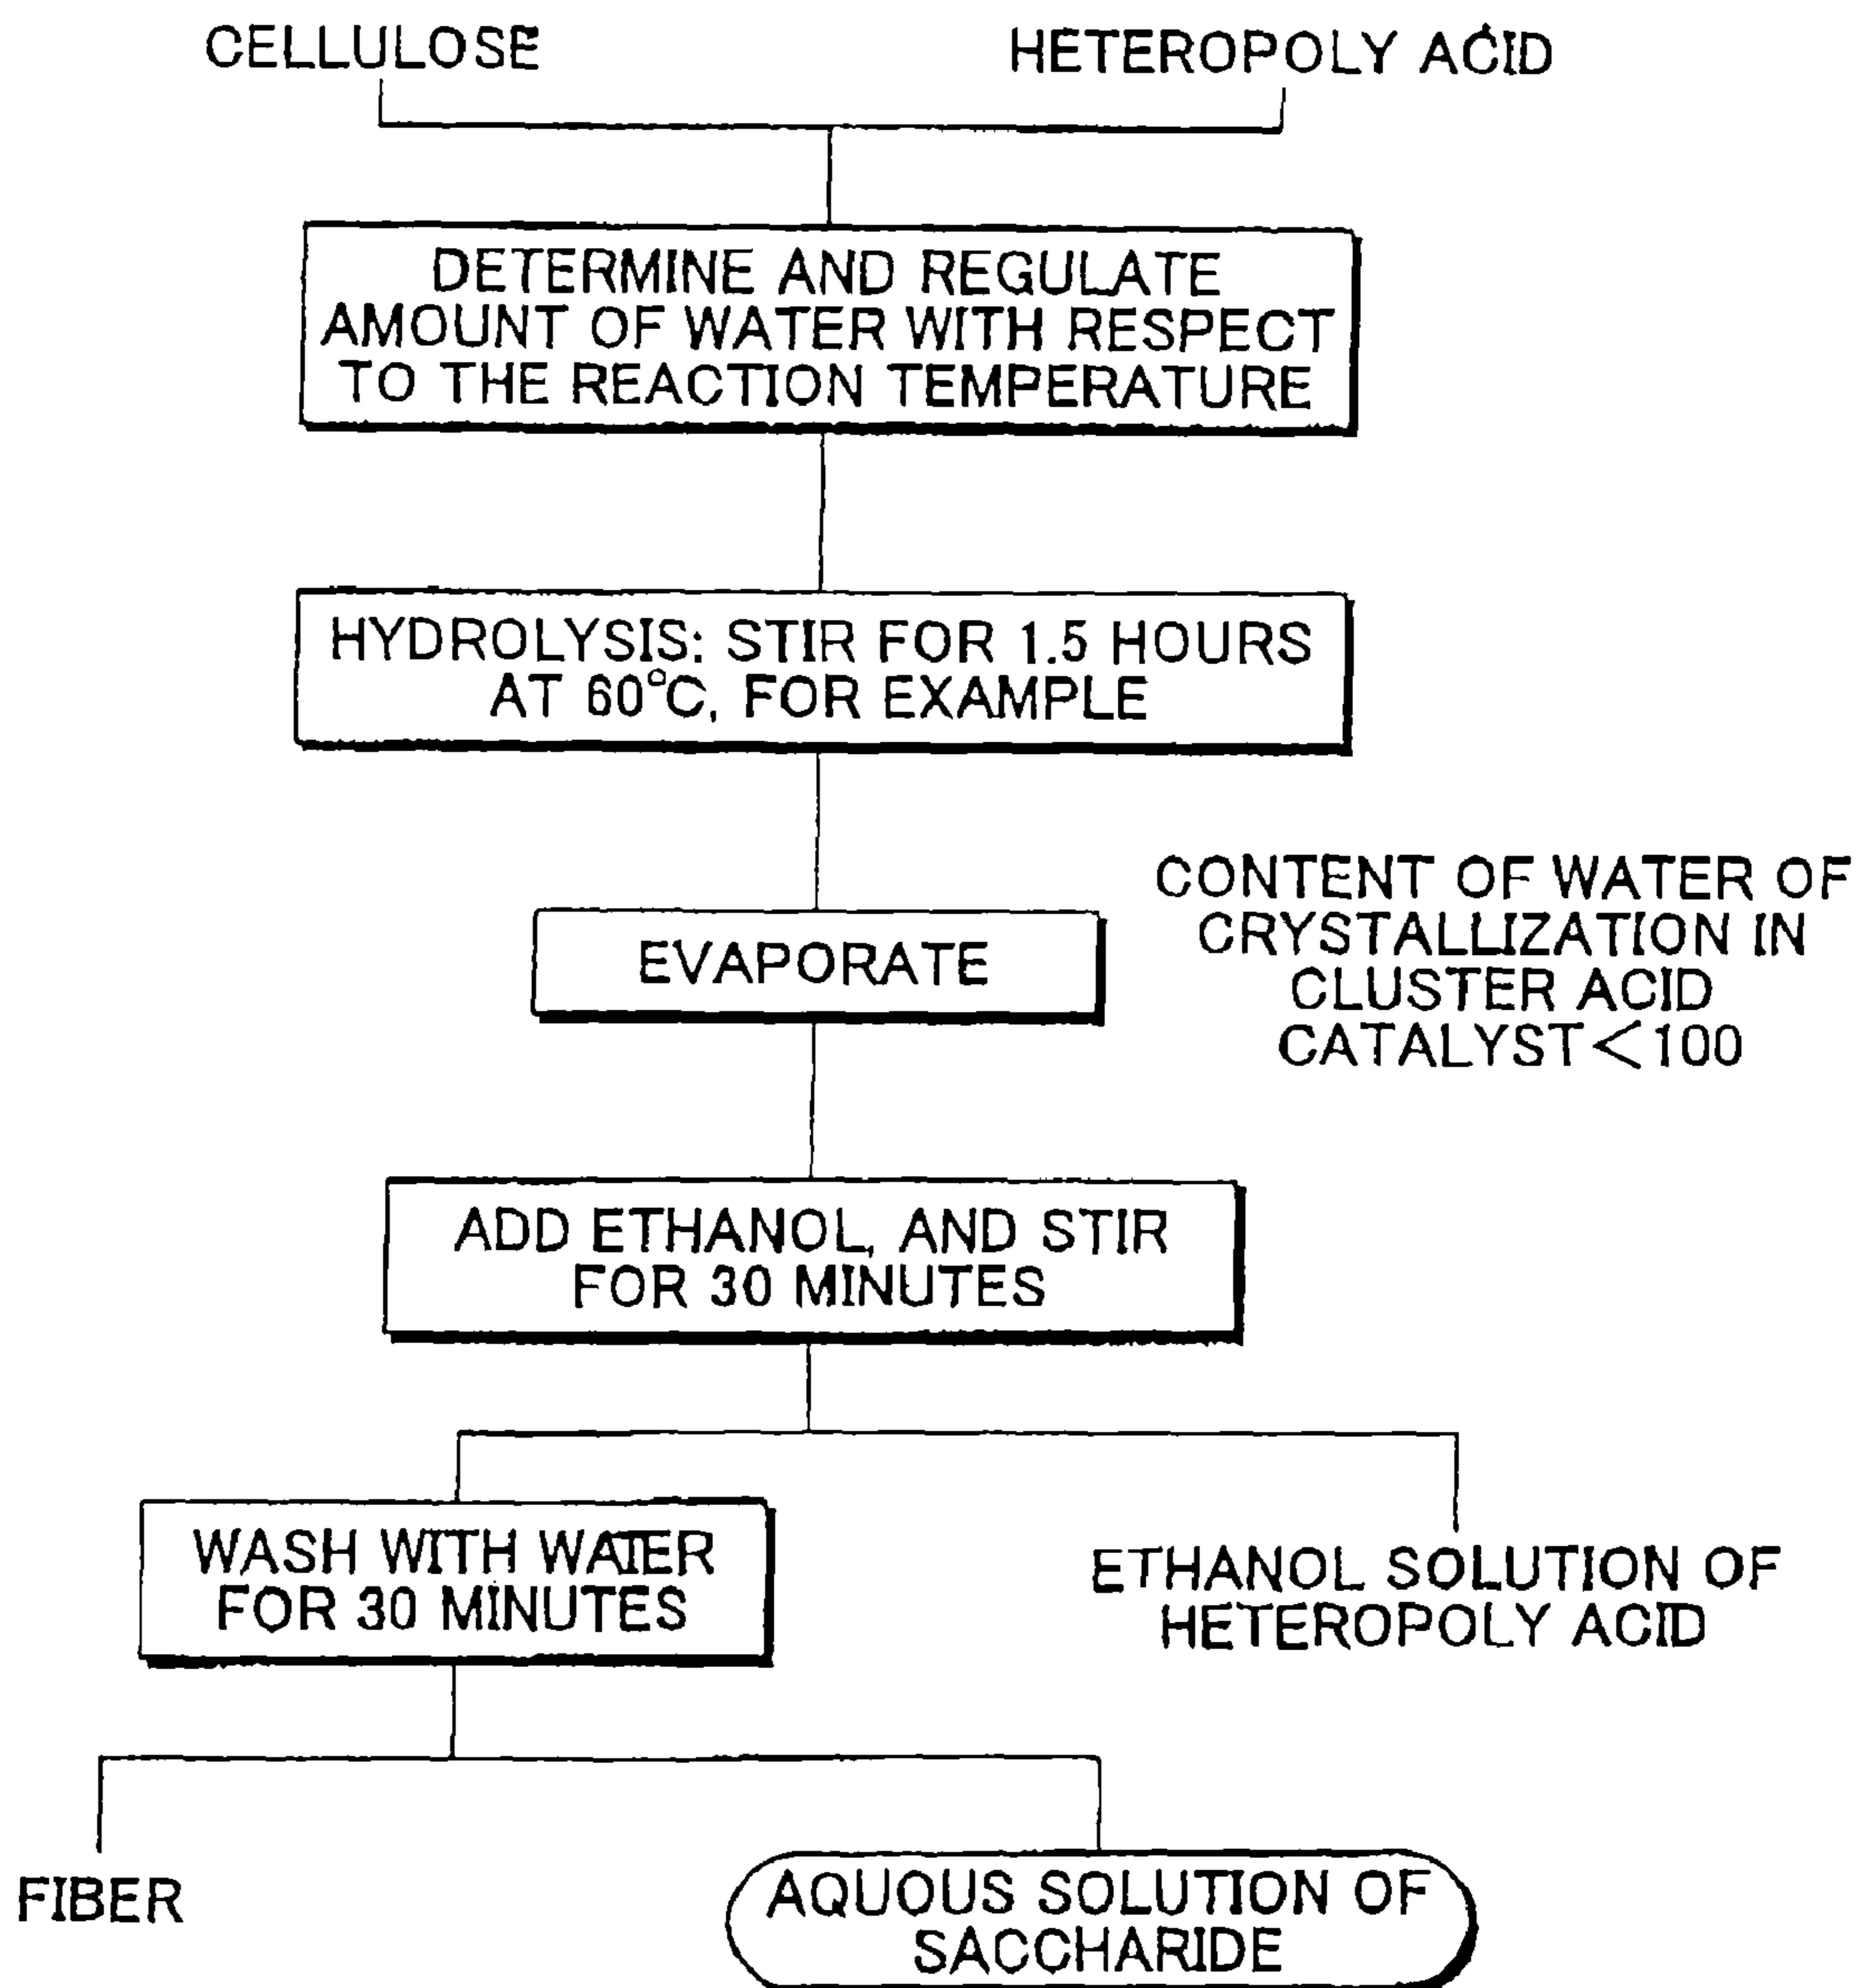 CELLULOSE
HETEROPOLY ACID
DETERMINE AND REGULATE
AMOUNT OF WATER WITH RESPECT
TO THE REACTION TEMPERATURE
HYDROLYSIS: STIR FOR 1.5 HOURS
AT 60°C, FOR EXAMPLE
EVAPORATE
CONTENT OF WATER OF
CRYSTALLIZATION IN
CLUSTER ACID
CATALYST<100
ADD ETHANOL, AND STIR
FOR 30 MINUTES
WASH WITH WATER
FOR 30 MINUTES
ETHANOL SOLUTION OF
HETEROPOLY ACID
FIBER
AQUOUS SOLUTION OF
SACCHARIDE